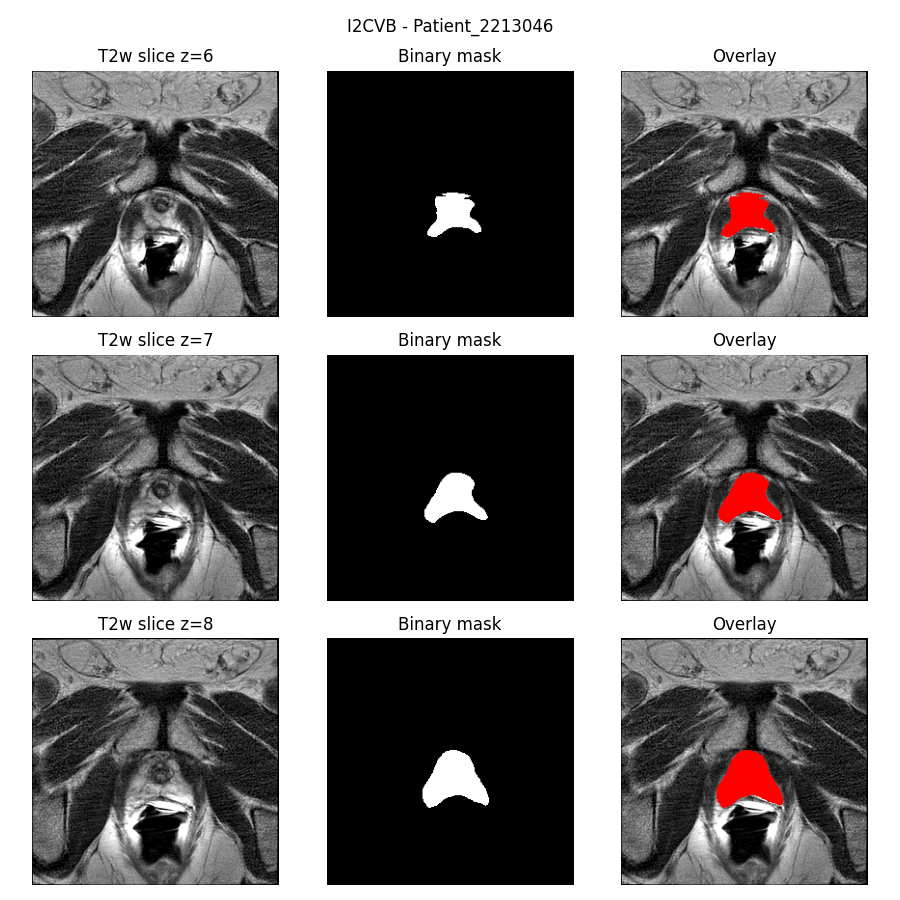 I2CVB - Patient_2213046
T2w slice z=6
Binary mask
Overlay
T2w slice z=7
Binary mask
Overlay
T2w slice z=8
Binary mask
Overlay